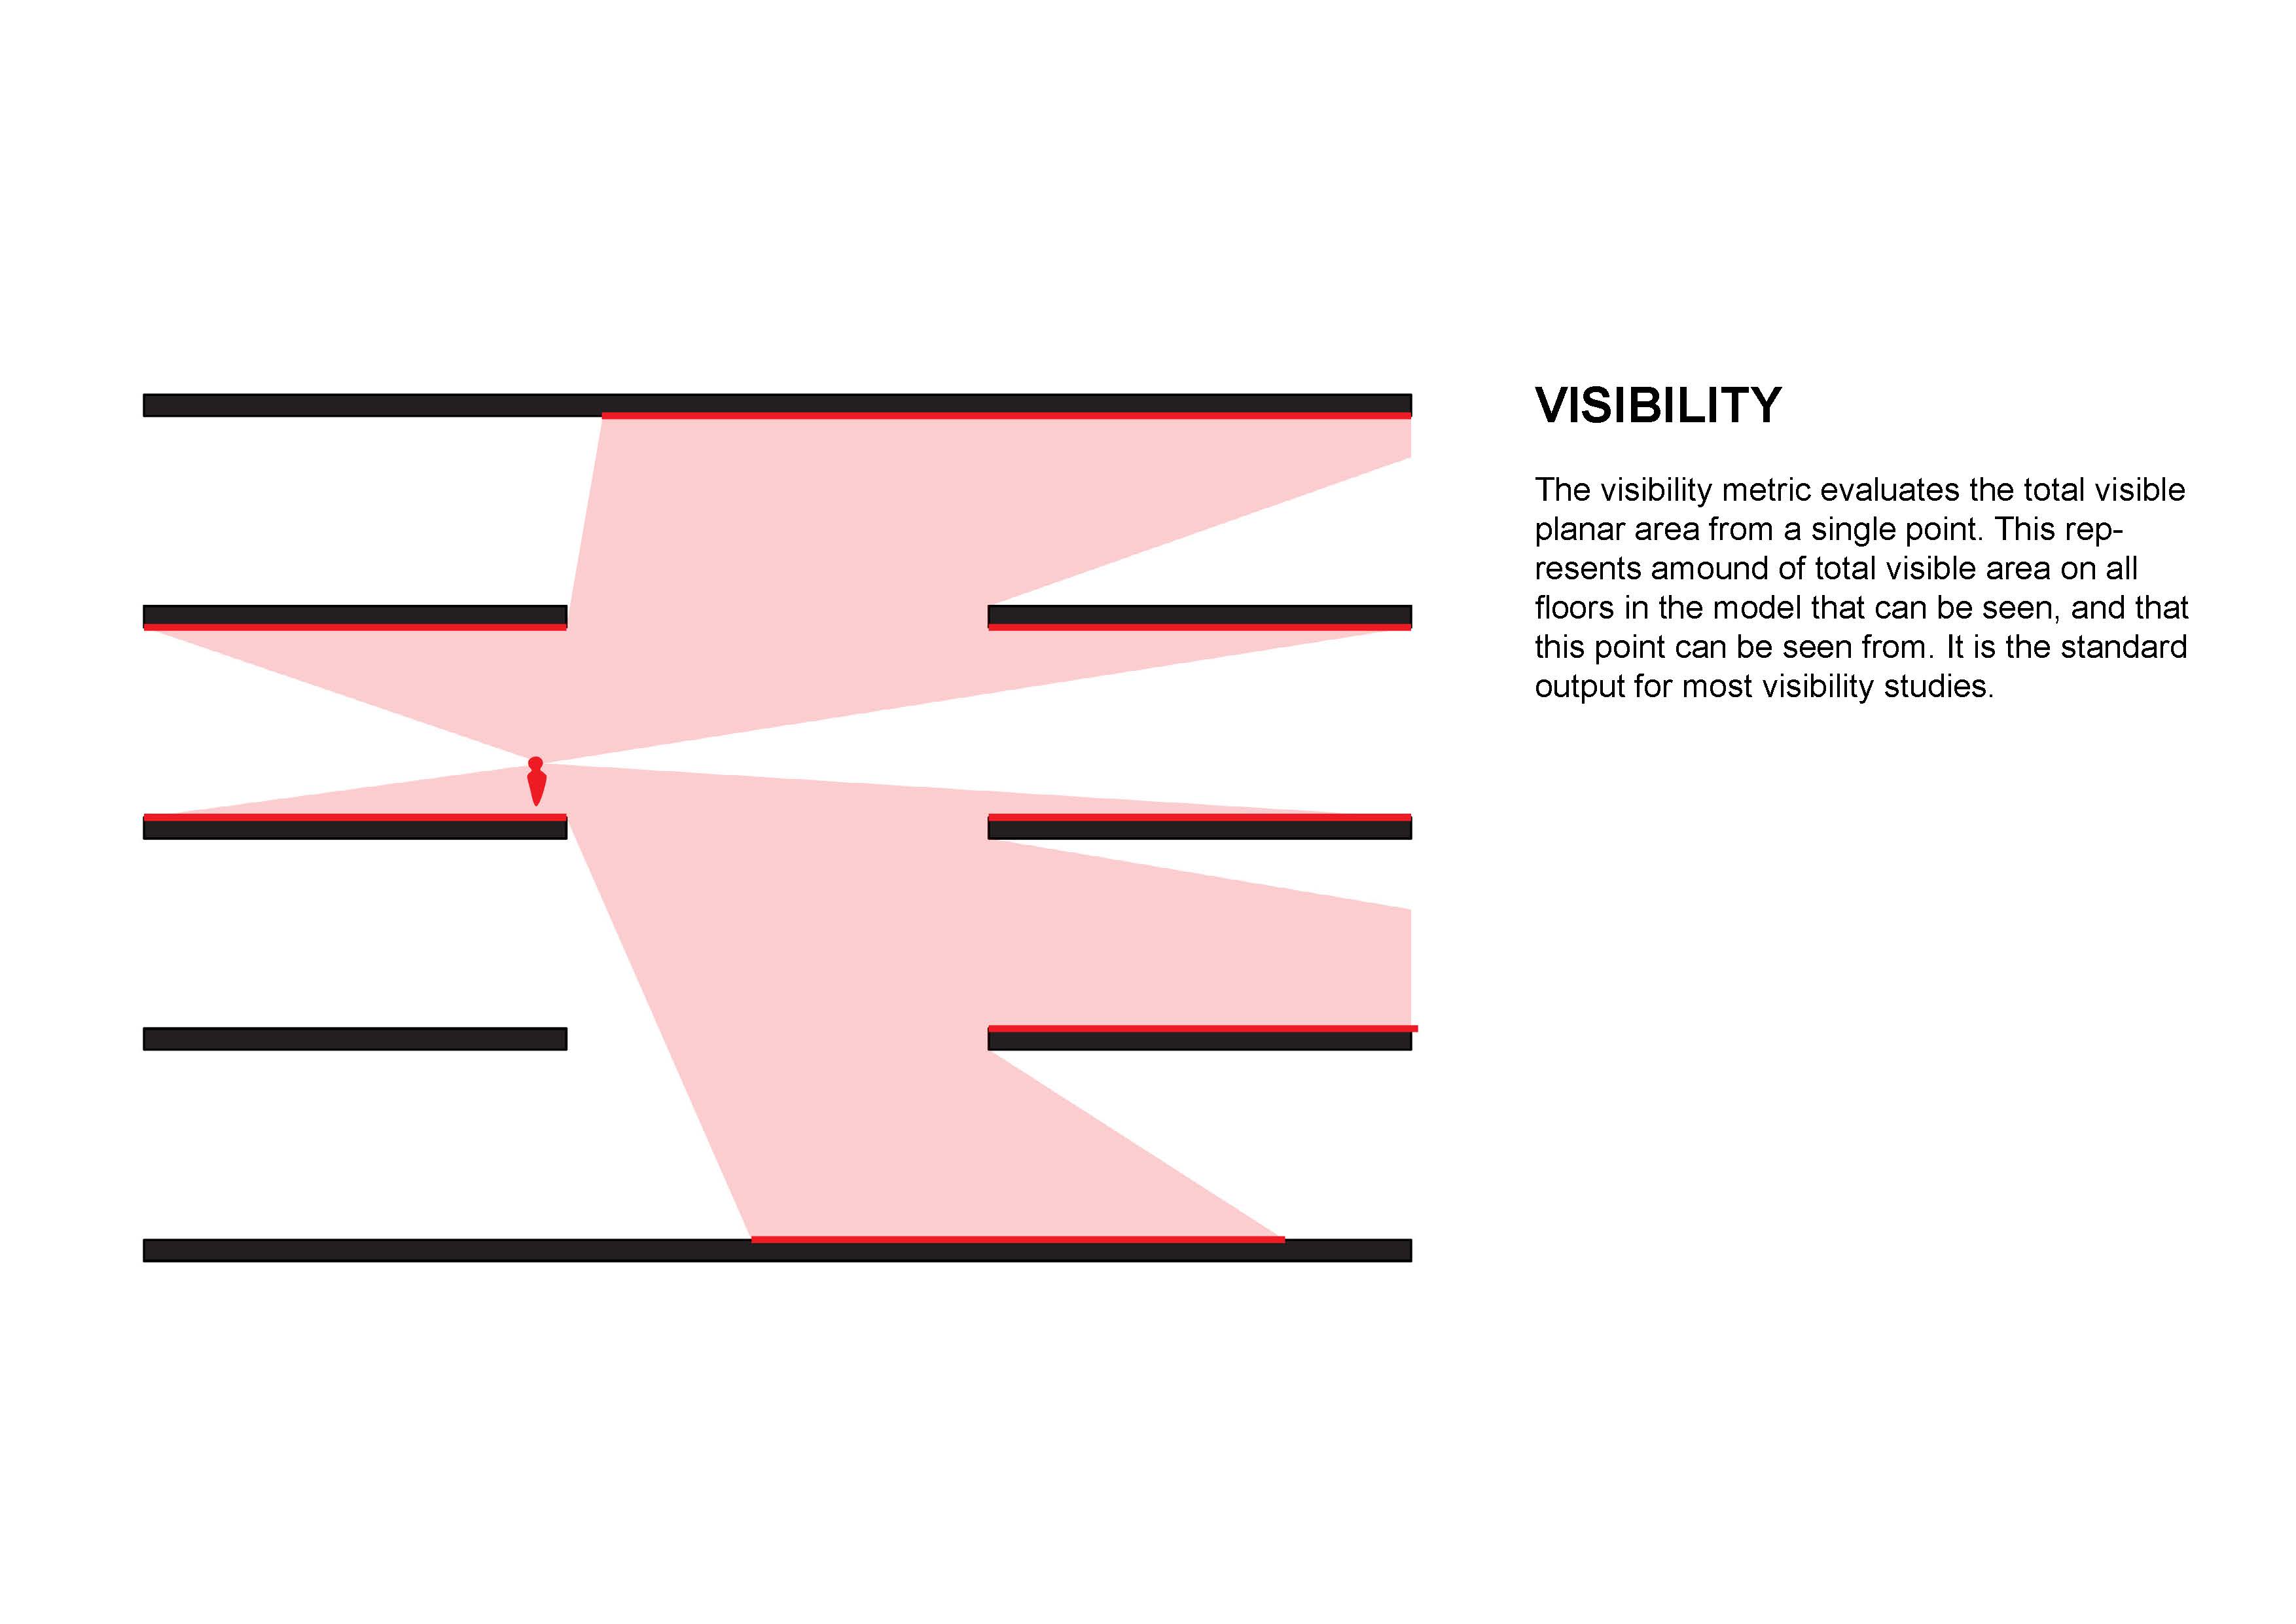 VISIBILITY
The visibility metric evaluates the total visible
planar area from a single point. This rep-
resents amound of total visible area on all
floors in the model that can be seen, and that
this point can be seen from. It is the standard
output for most visibility studies.